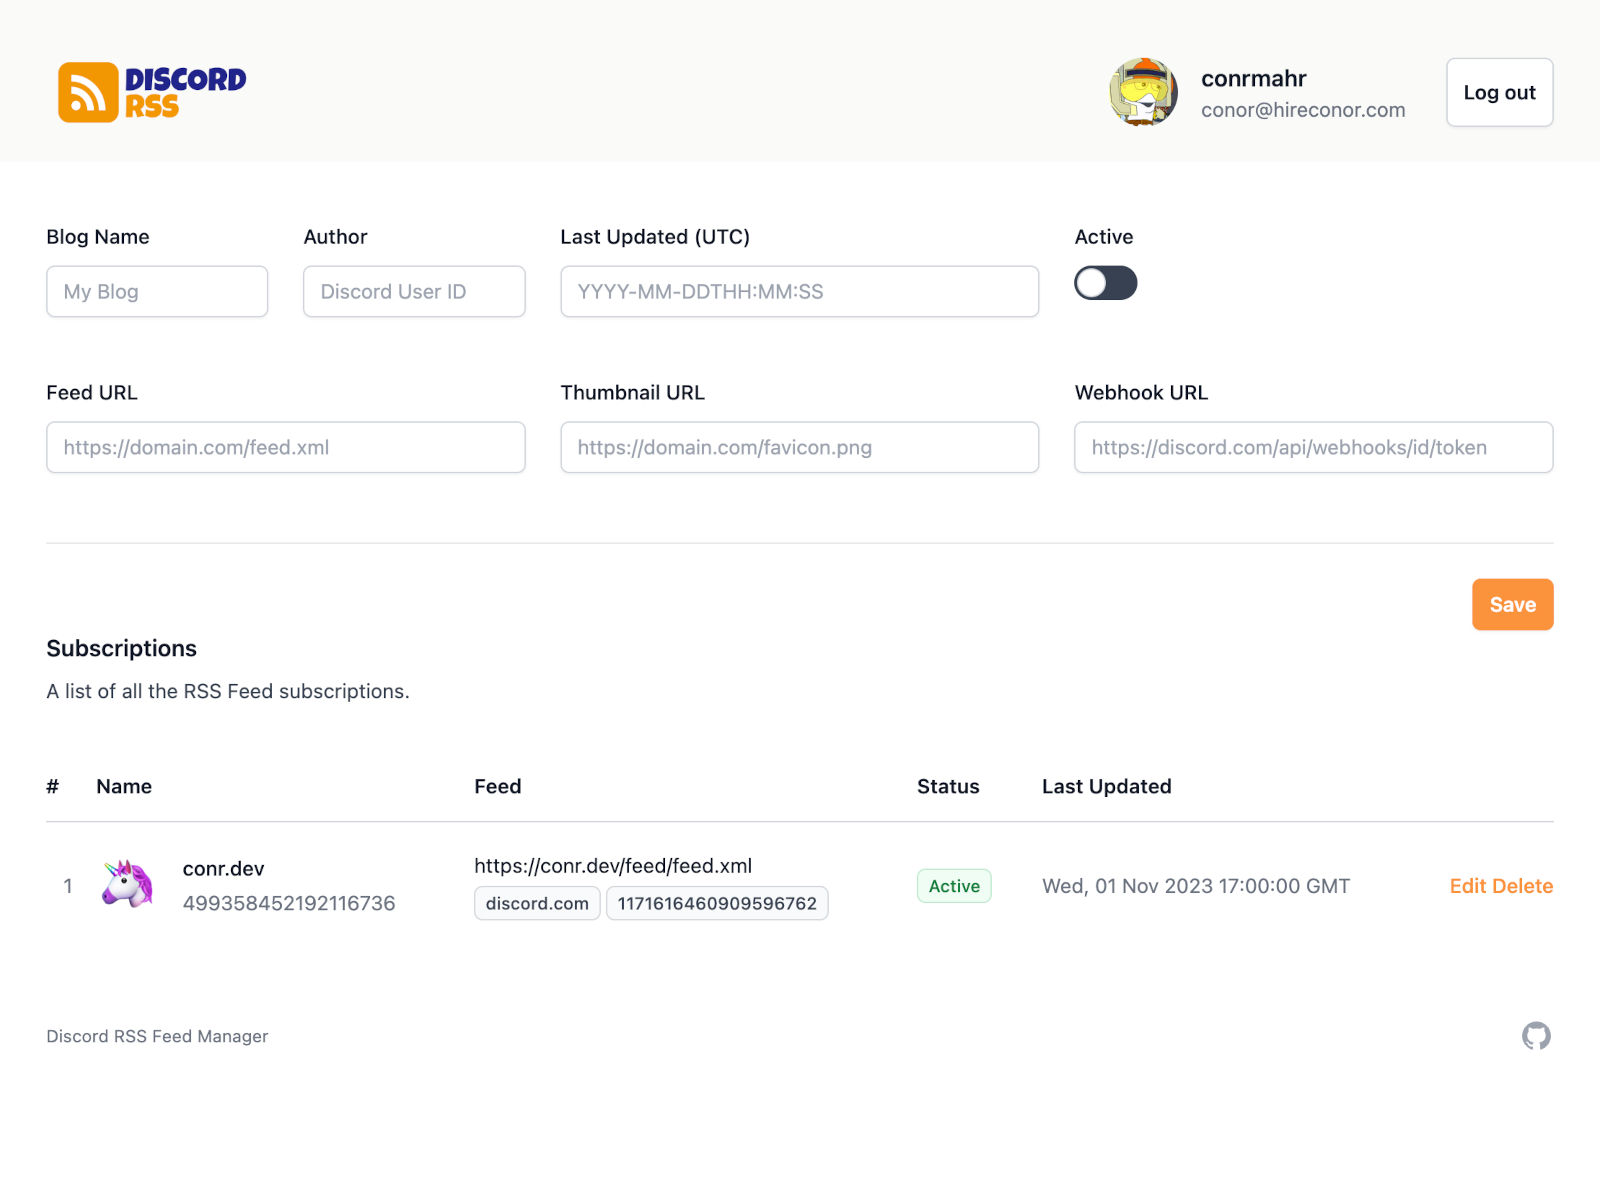 DISCORD
RSS
conrmahr
conor@hireconor.com
Log out
Blog Name
Author
Last Updated (UTC)
Active
My Blog
Discord User ID
YYYY-MM-DDTHH:MM:SS
Feed URL
Thumbnail URL
Webhook URL
https://domain.com/feed.xml
https://domain.com/favicon.png
https://discord.com/api/webhooks/id/token
Save
Subscriptions
A list of all the RSS Feed subscriptions.
# Name Feed Status Last Updated
1
conr.dev
499358452192116736
https://conr.dev/feed/feed.xml
discord.com 1171616460909596762
Active
Wed, 01 Nov 2023 17:00:00 GMT
Edit Delete
Discord RSS Feed Manager